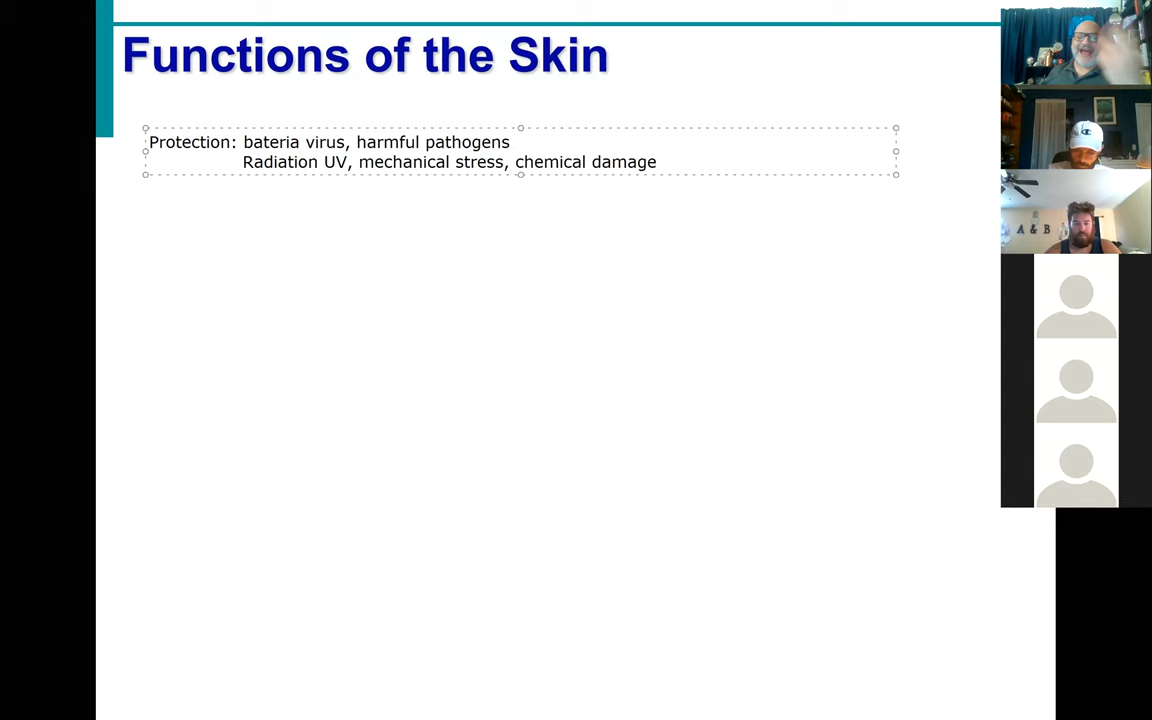 Functions of the Skin
Protection: bateria virus, harmful pathogens
Radiation UV, mechanical stress, chemical damage
A & B